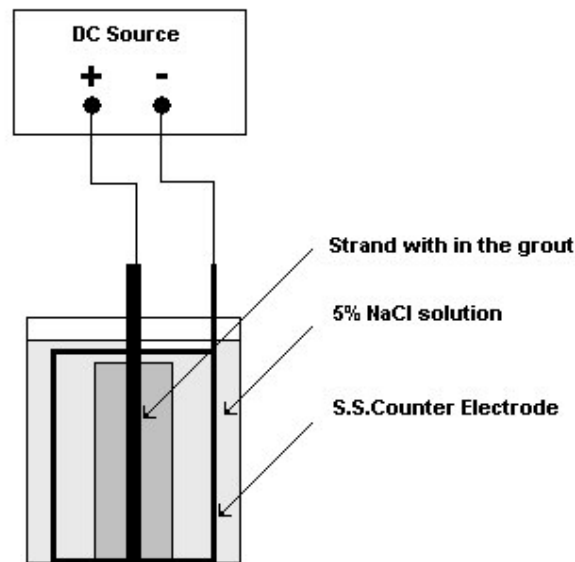 DC Source
+ -
Strand with in the grout
5% NaCl solution
S.S.Counter Electrode